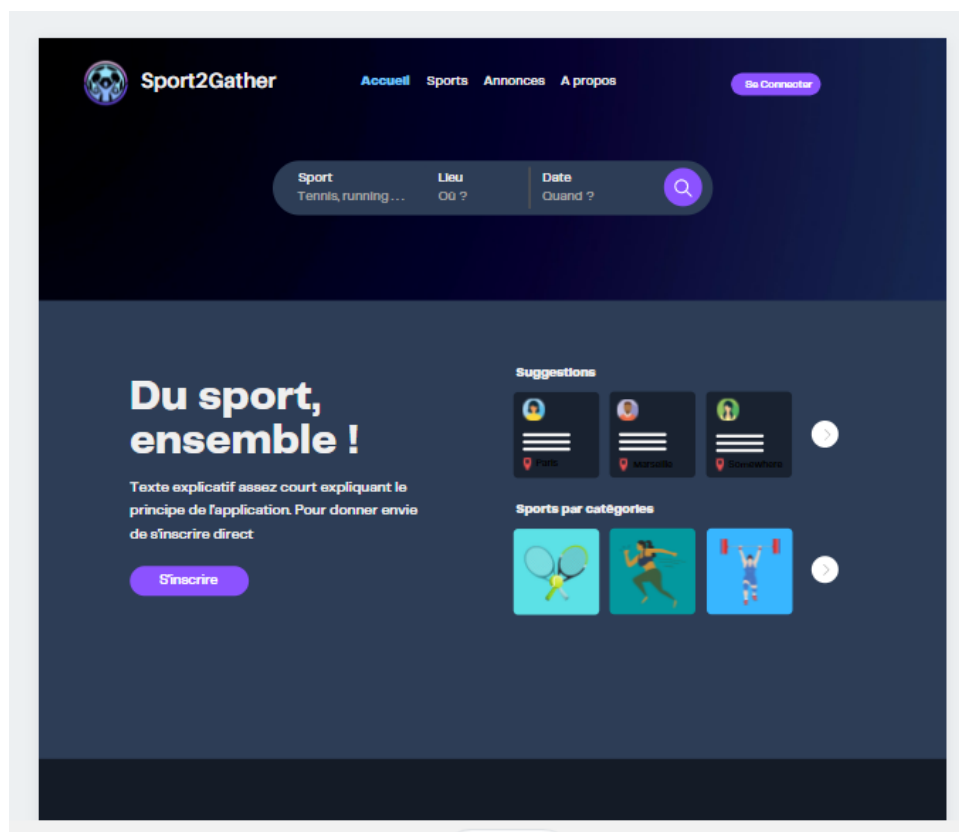 Sport2Gather
Accueil Sports Annonces A propos
Se Connecter
Sport Lieu Date
Tennis, running . . . Où ? Quand ?
Du sport,
ensemble !
Texte explicatif assez court expliquant le
principe de l'application. Pour donner envie
de s'inscrire direct
S'inscrire
Suggestions
Paris Marseille Somewhere
Sports par catégories